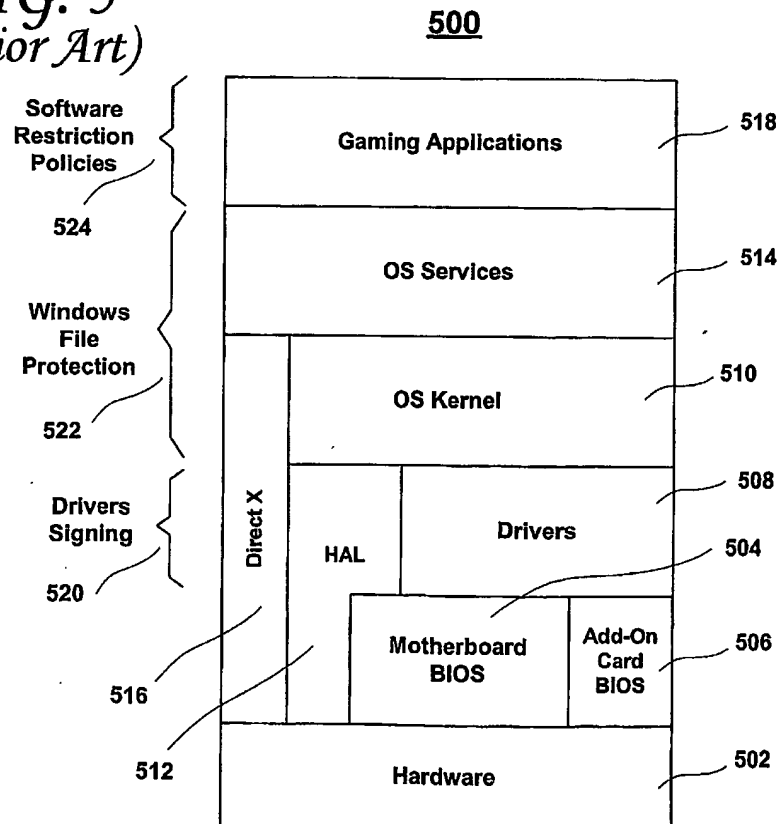 500
Software
Restriction
Policies
524
Gaming Applications
518
OS Services
514
Windows
File
Protection
522
OS Kernel
510
Drivers
Signing
520
Direct X
HAL
Drivers
508
504
Motherboard
BIOS
Add-On
Card
BIOS
506
516
512
Hardware
502
Art)